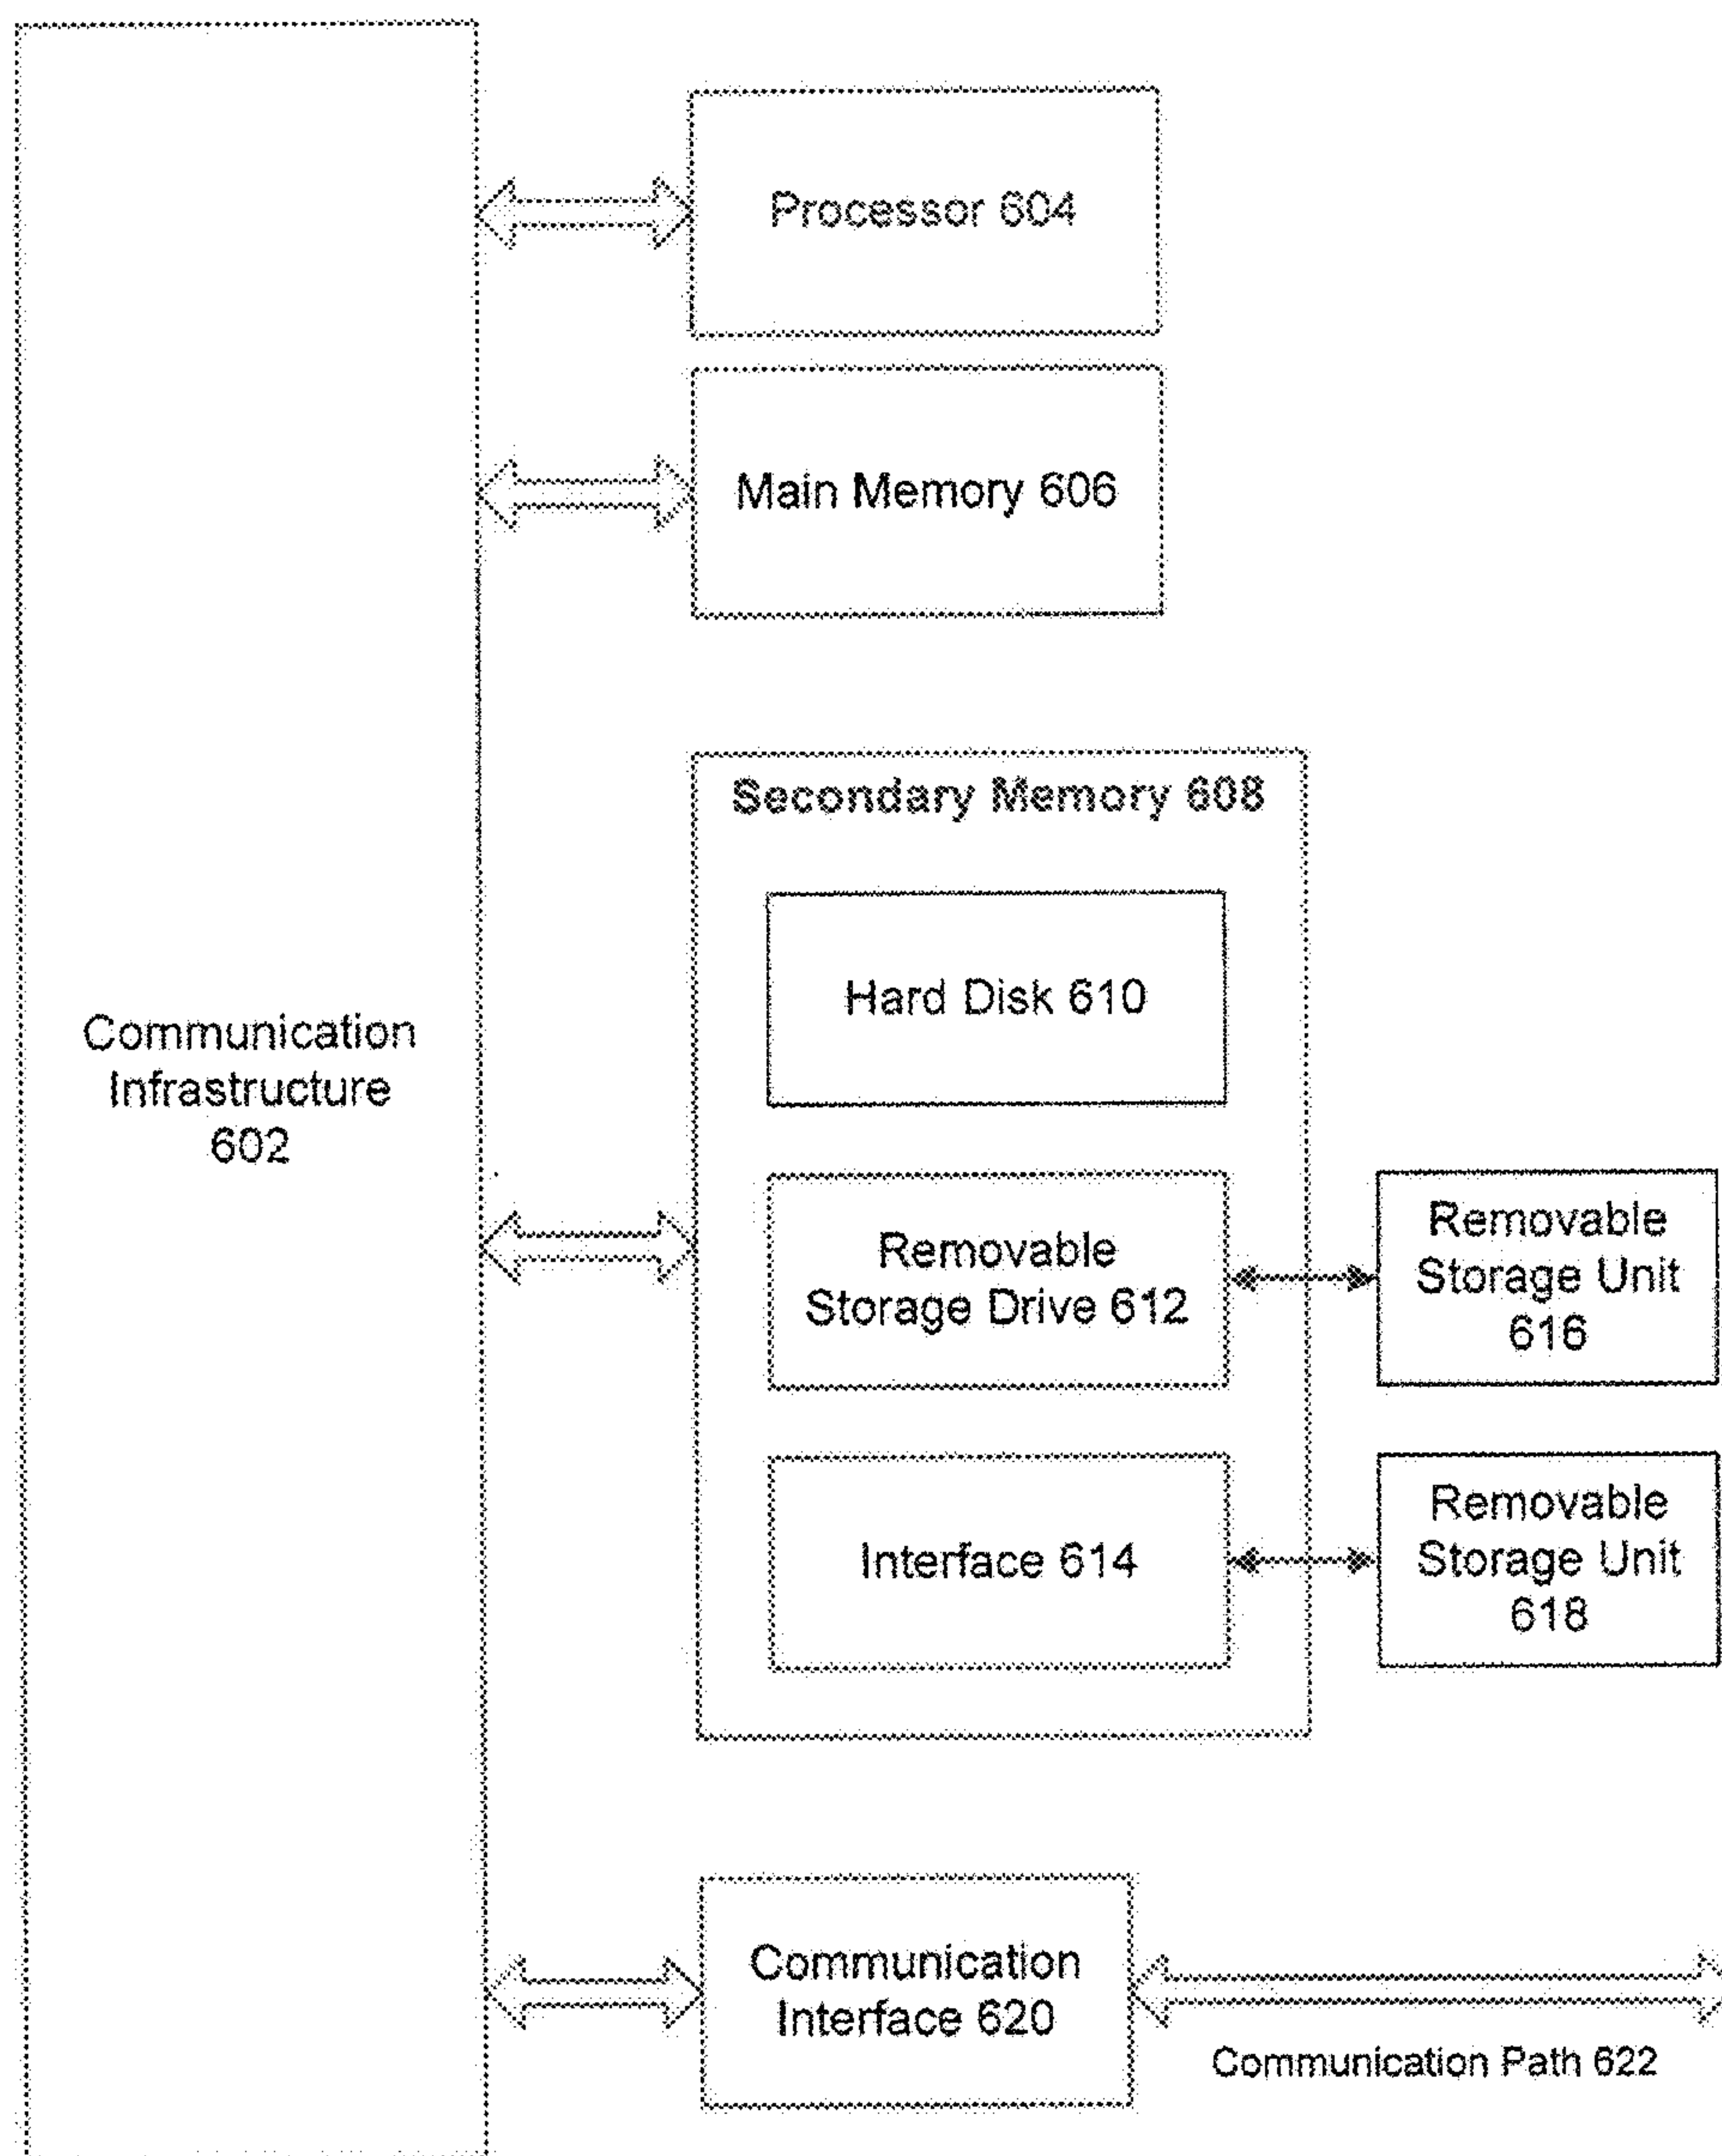 Processor 604
Main Memory 606
Secondary Memory 608
Hard Disk 610
Communication
Infrastructure
602
Removable
Storage Drive 612
Removable
Storage Unit
616
Interface 614
Removable
Storage Unit
618
Communication
Interface 620
Communication Path 622